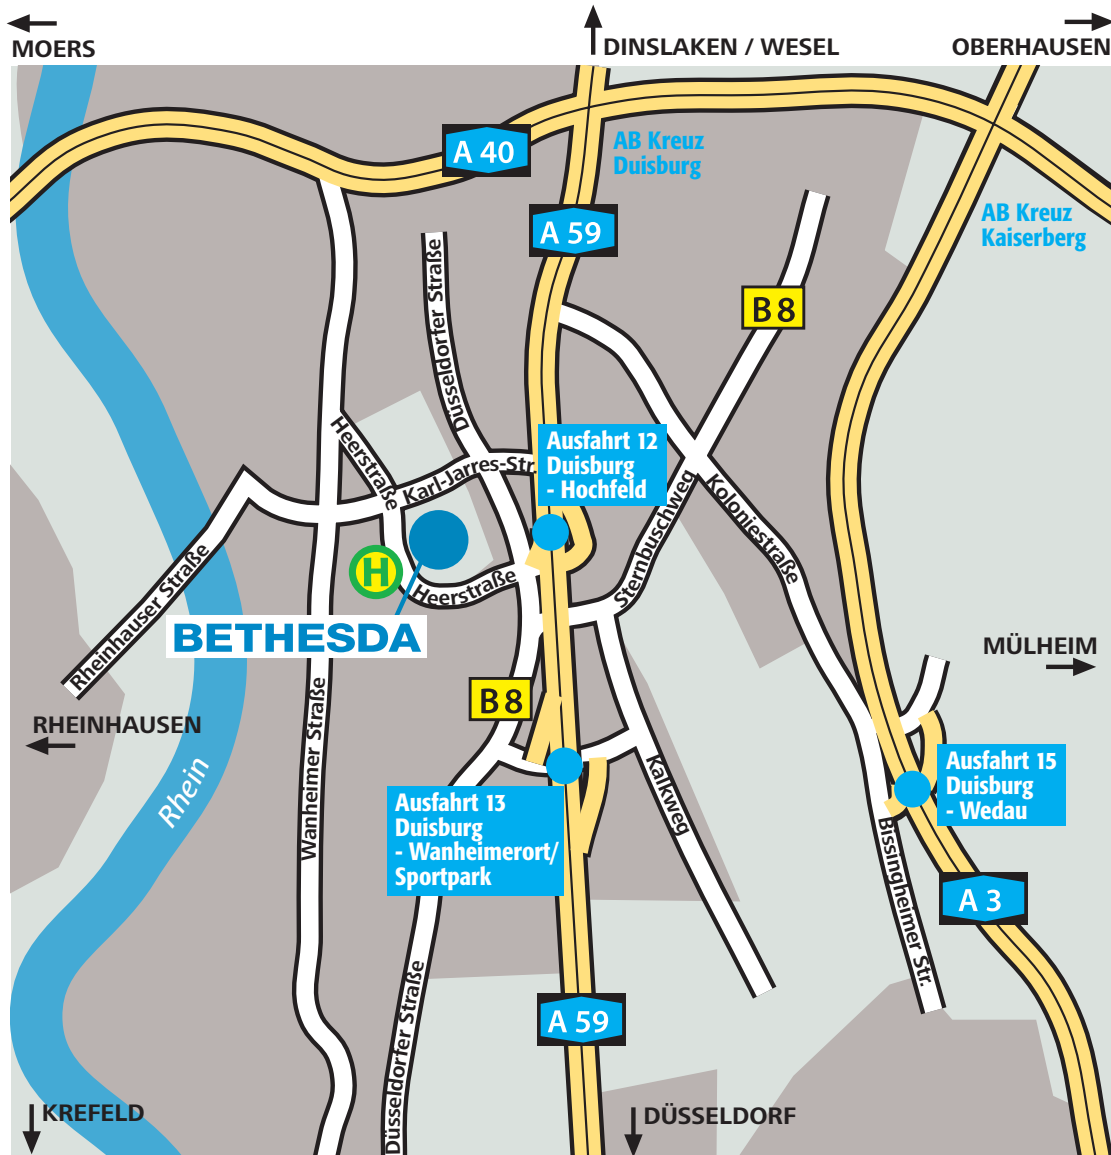 MOERS
DINSLAKEN / WESEL
OBERHAUSEN
AB Kreuz
Duisburg
A 40
AB Kreuz
Kaiserberg
A 59
Düsseldorfer Straße
B 8
Heerstraße
Karl-Jarres-Str.
Ausfahrt 12
Duisburg
- Hochfeld
Sternbuschweg
Koloniestraße
Rheinhauser Straße
H
Heerstraße
BETHESDA
MÜLHEIM
B 8
RHEINHAUSEN
Wanheimer Straße
Rhein
Kalkweg
Ausfahrt 15
Duisburg
- Wedau
Ausfahrt 13
Duisburg
- Wanheimerort/
Sportpark
Bissingheimer Str.
A 3
A 59
Düsseldorfer Straße
KREFELD
DÜSSELDORF